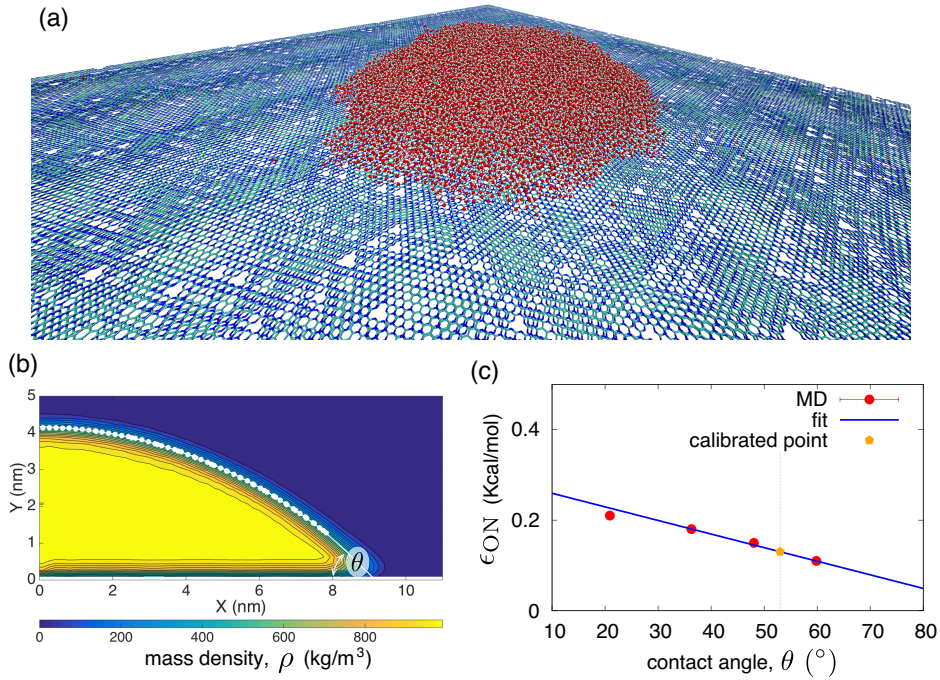 (a)
(b)
5
4
3
2
1
0
Y (nm)
θ
0 2 4 6 8 10
X (nm)
0 200 400 600 800
mass density, ρ (kg/m³)
(c)
MD
fit
calibrated point
0.4
0.2
0
ϵON (Kcal/mol)
10 20 30 40 50 60 70 80
contact angle, θ (°)